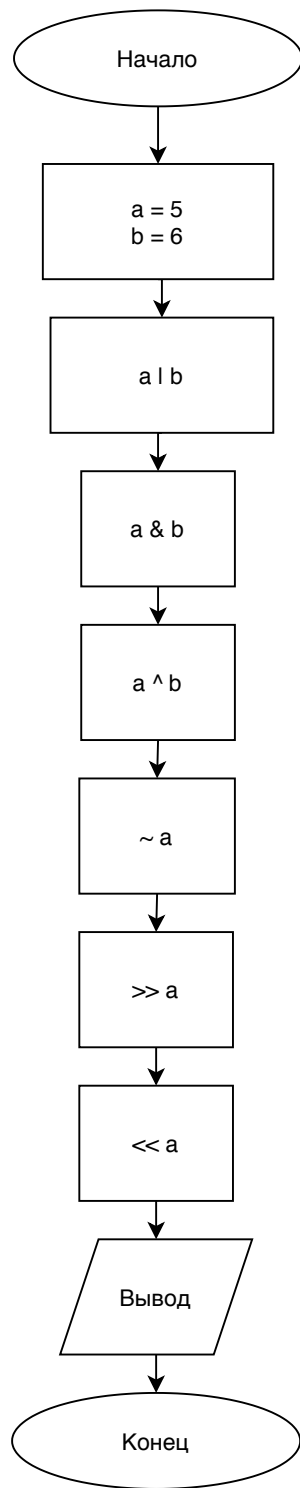 Начало
a = 5
b = 6
a | b
a & b
a ^ b
~ a
>> a
<< a
Вывод
Конец